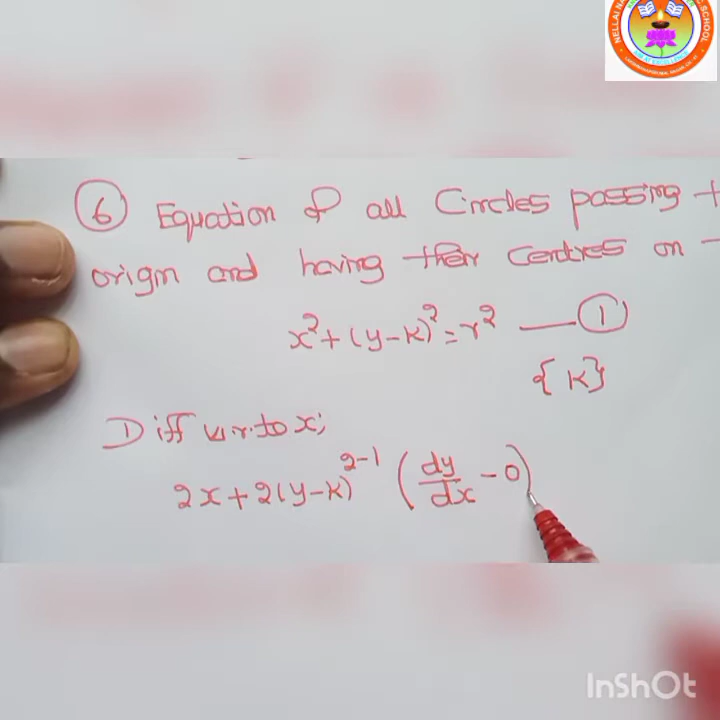 6 Equation of all Circles passing
origin and having their Centres on
x²+(y-k)²=r² — 1
{k}
Diff w.r.to x;
2x+2(y-k)²⁻¹ (dy/dx - 0)
InShOt